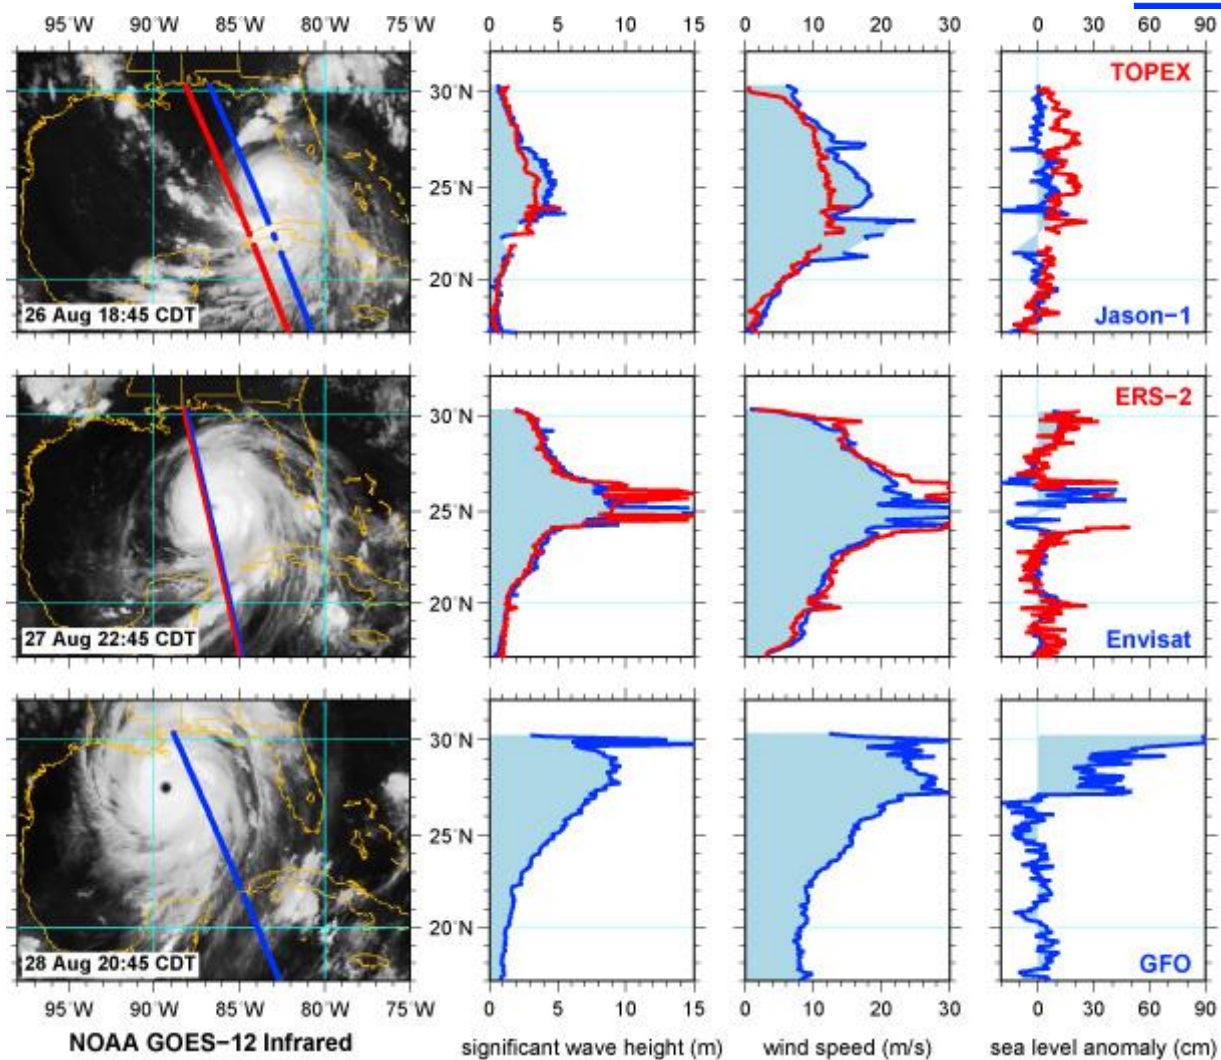 95°W 90°W 85°W 80°W 75°W 0 5 10 15 0 10 20 30 0 30 60 90
30°N
25°N
20°N
TOPEX
Jason-1
26 Aug 18:45 CDT
30°N
25°N
20°N
ERS-2
Envisat
27 Aug 22:45 CDT
30°N
25°N
20°N
GFO
28 Aug 20:45 CDT
95°W 90°W 85°W 80°W 75°W 0 5 10 15 0 10 20 30 0 30 60 90
NOAA GOES-12 Infrared significant wave height (m) wind speed (m/s) sea level anomaly (cm)